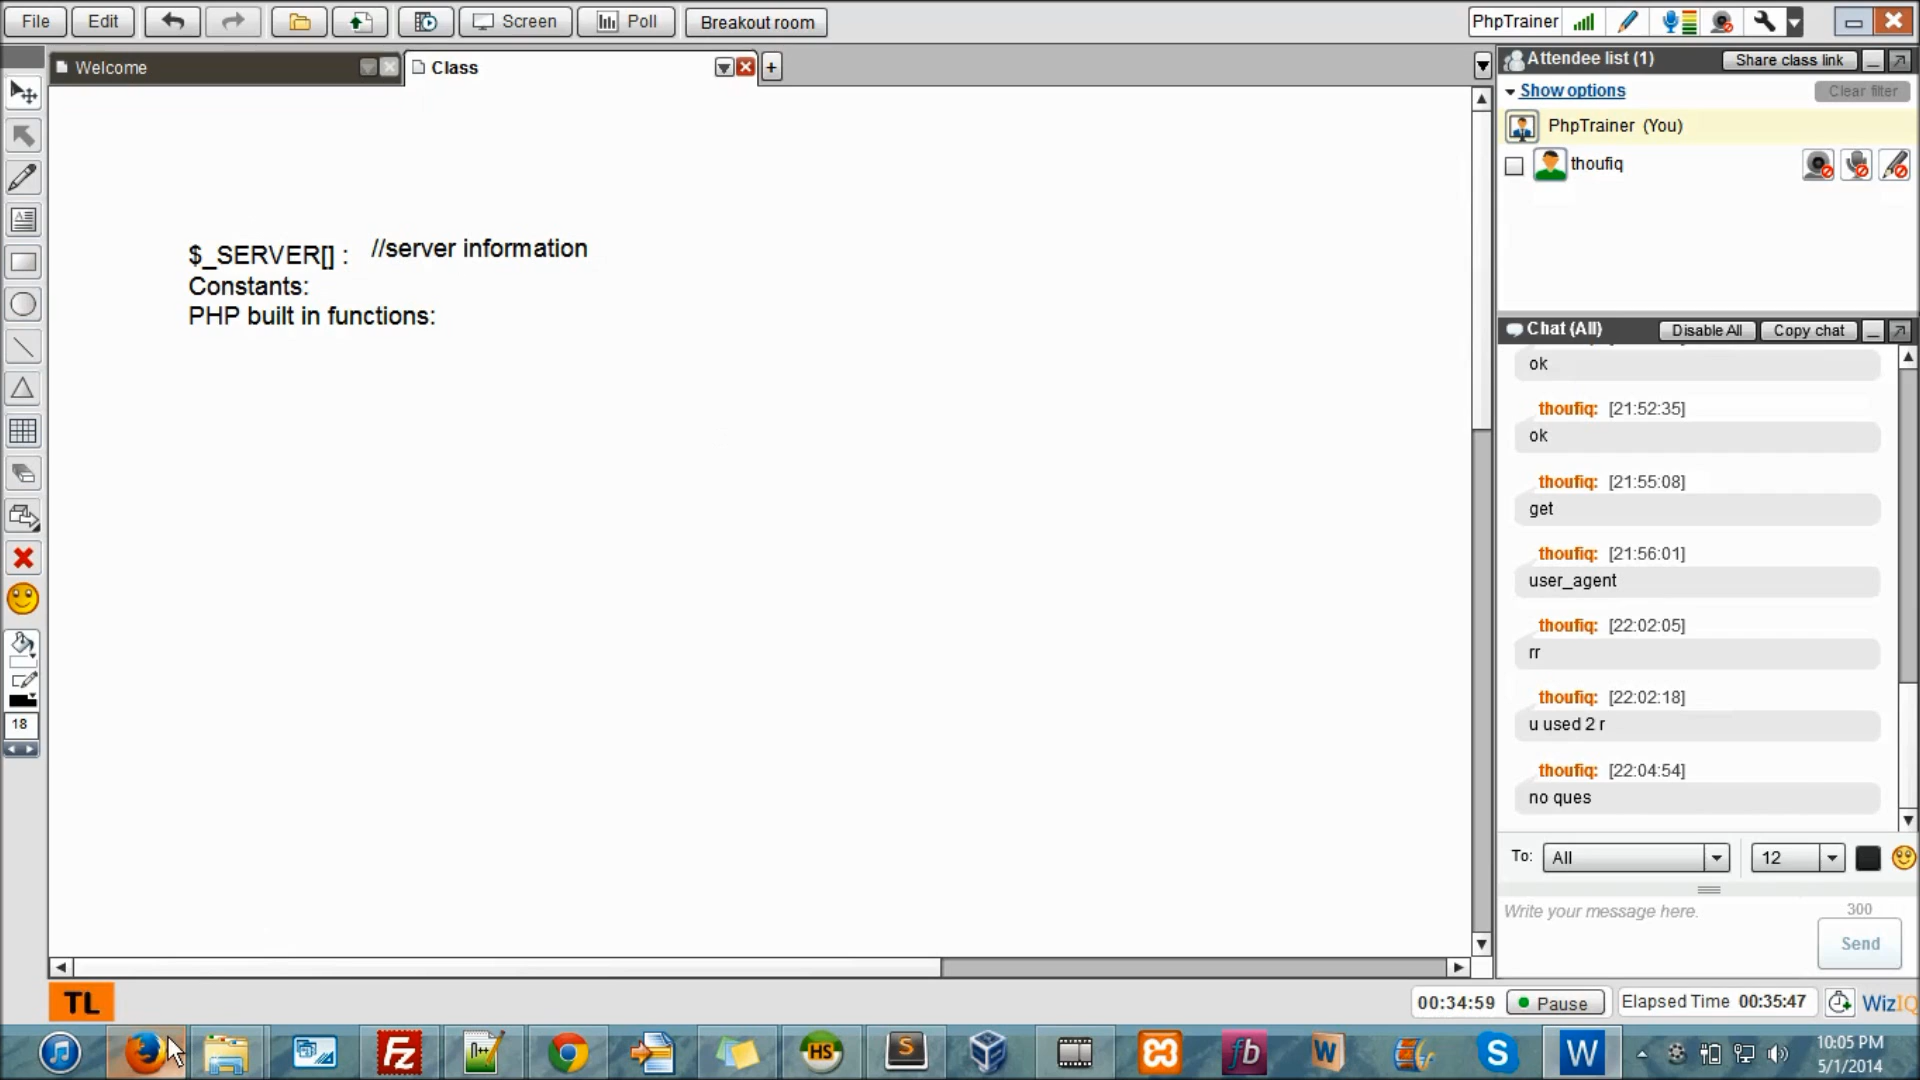 File Edit Screen Poll Breakout room PhpTrainer
Welcome Class
$_SERVER[] : //server information
Constants:
PHP built in functions:
18
Attendee list (1) Share class link
Show options Clear filter
PhpTrainer (You)
thoufiq
Chat (All) Disable All Copy chat
ok
thoufiq: [21:52:35]
ok
thoufiq: [21:55:08]
get
thoufiq: [21:56:01]
user_agent
thoufiq: [22:02:05]
rr
thoufiq: [22:02:18]
u used 2 r
thoufiq: [22:04:54]
no ques
To: All 12
Write your message here. 300
Send
TL 00:34:59 Pause Elapsed Time 00:35:47 WizIQ
Fz n++ HS S fb W S W 10:05 PM
5/1/2014